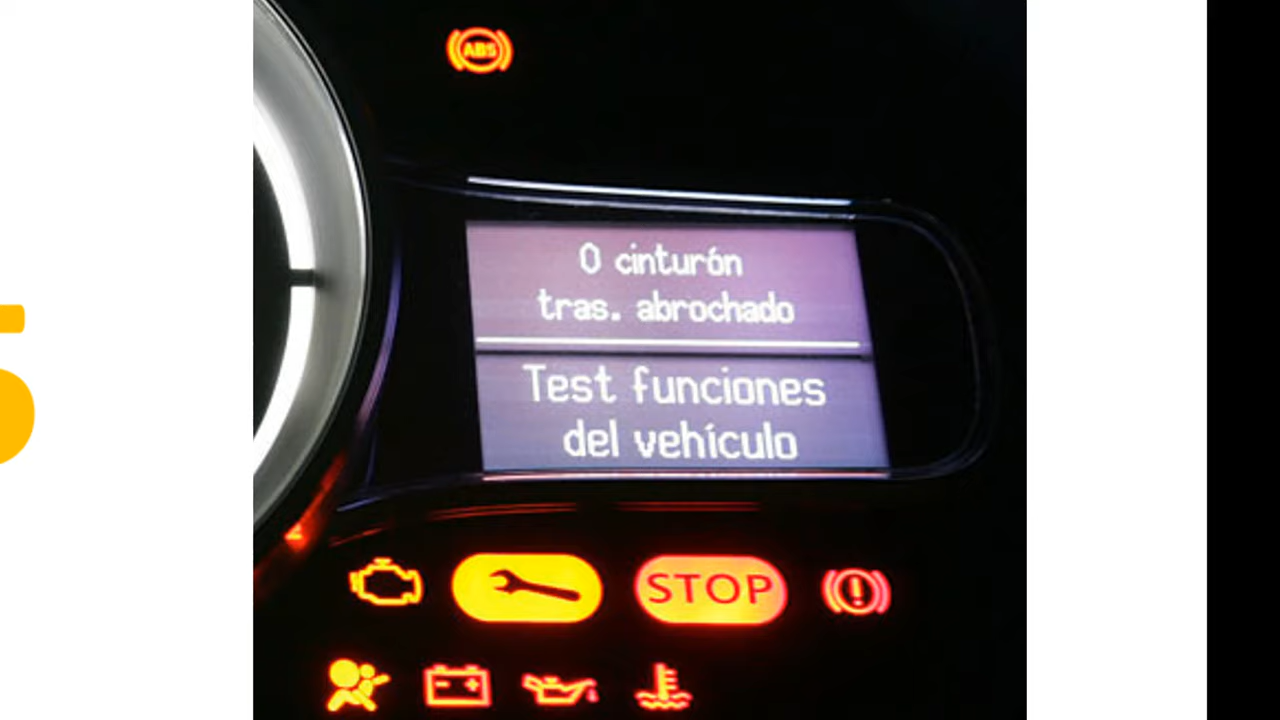 ABS
0 cinturón
tras. abrochado
Test funciones
del vehículo
STOP